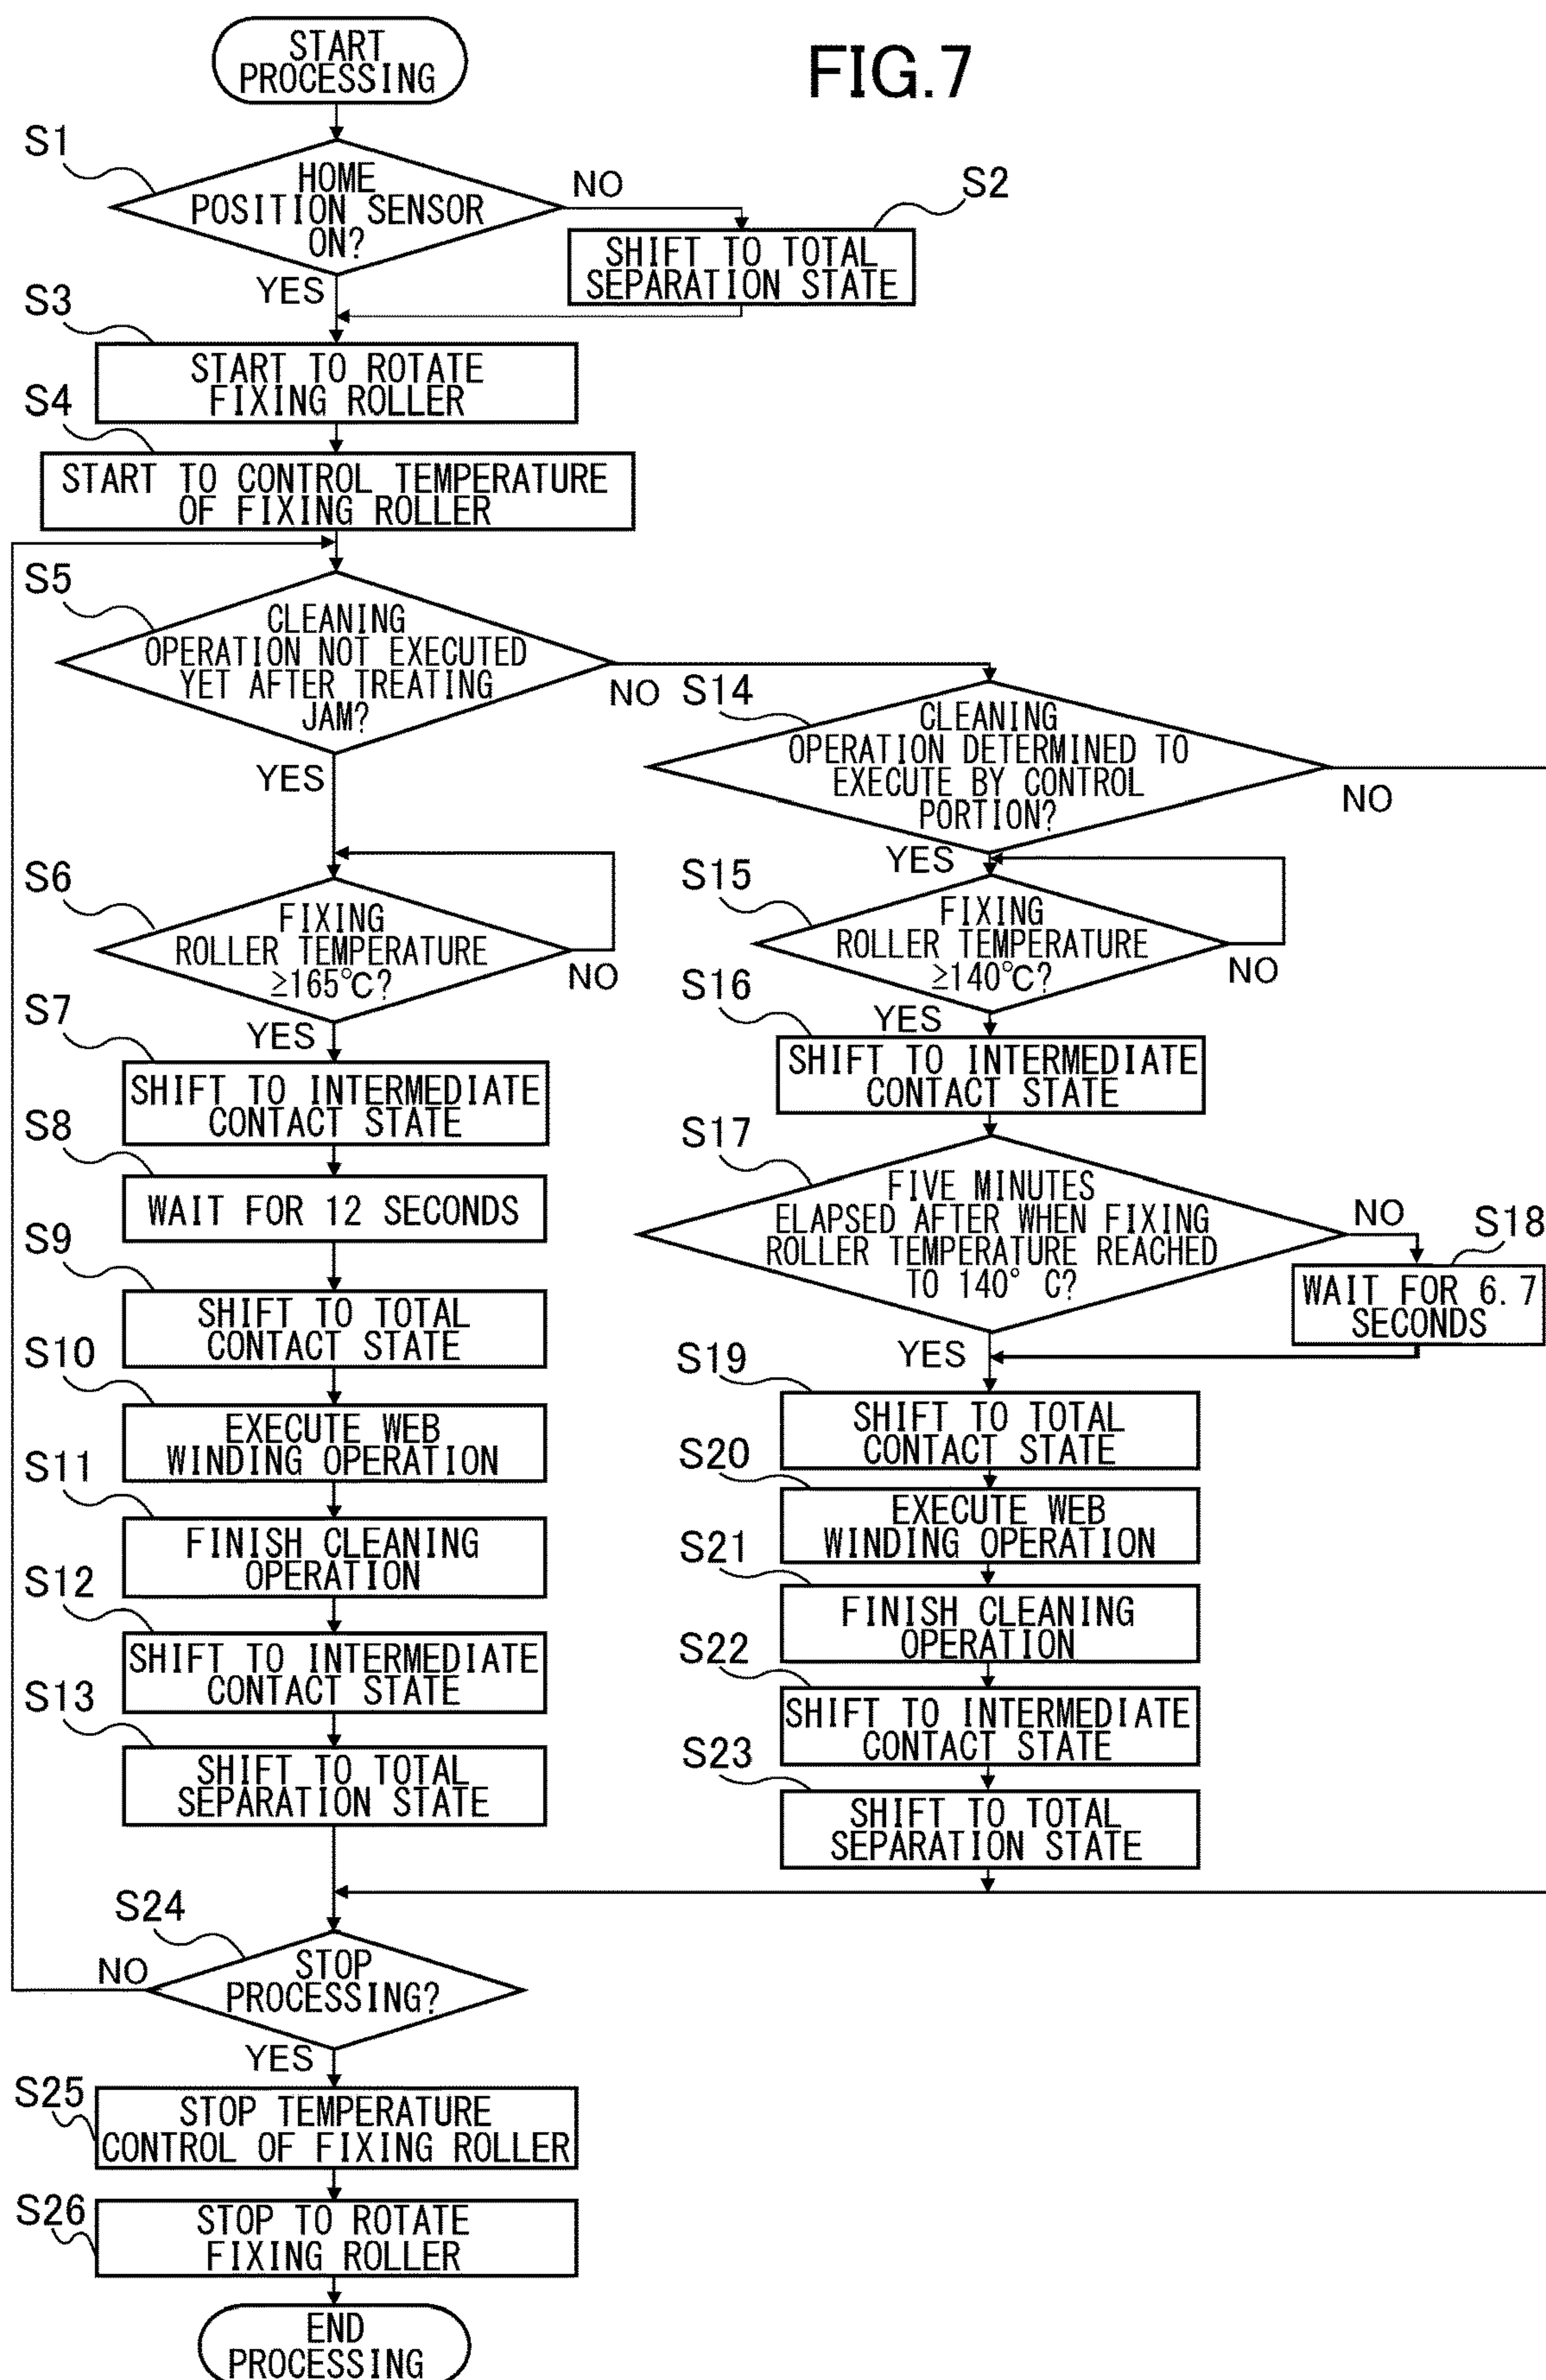 START
PROCESSING
FIG.7
S1
HOME
POSITION SENSOR
ON?
NO
S2
SHIFT TO TOTAL
SEPARATION STATE
YES
S3
START TO ROTATE
FIXING ROLLER
S4
START TO CONTROL TEMPERATURE
OF FIXING ROLLER
S5
CLEANING
OPERATION NOT EXECUTED
YET AFTER TREATING
JAM?
NO
YES
S6
FIXING
ROLLER TEMPERATURE
≥165℃?
NO
YES
S7
SHIFT TO INTERMEDIATE
CONTACT STATE
S8
WAIT FOR 12 SECONDS
S9
SHIFT TO TOTAL
CONTACT STATE
S10
EXECUTE WEB
WINDING OPERATION
S11
FINISH CLEANING
OPERATION
S12
SHIFT TO INTERMEDIATE
CONTACT STATE
S13
SHIFT TO TOTAL
SEPARATION STATE
S14
CLEANING
OPERATION DETERMINED TO
EXECUTE BY CONTROL
PORTION?
NO
YES
S15
FIXING
ROLLER TEMPERATURE
≥140℃?
NO
YES
S16
SHIFT TO INTERMEDIATE
CONTACT STATE
S17
FIVE MINUTES
ELAPSED AFTER WHEN FIXING
ROLLER TEMPERATURE REACHED
TO 140° C?
NO
S18
WAIT FOR 6.7
SECONDS
YES
S19
SHIFT TO TOTAL
CONTACT STATE
S20
EXECUTE WEB
WINDING OPERATION
S21
FINISH CLEANING
OPERATION
S22
SHIFT TO INTERMEDIATE
CONTACT STATE
S23
SHIFT TO TOTAL
SEPARATION STATE
S24
STOP
PROCESSING?
NO
YES
S25
STOP TEMPERATURE
CONTROL OF FIXING ROLLER
S26
STOP TO ROTATE
FIXING ROLLER
END
PROCESSING